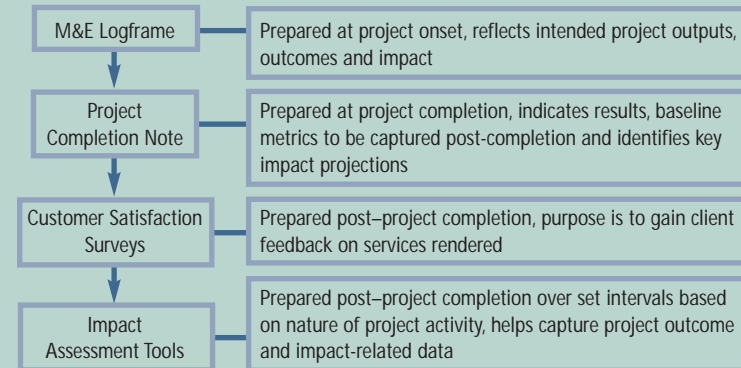 M&E Logframe
Prepared at project onset, reflects intended project outputs,
outcomes and impact
Project
Completion Note
Prepared at project completion, indicates results, baseline
metrics to be captured post-completion and identifies key
impact projections
Customer Satisfaction
Surveys
Prepared post–project completion, purpose is to gain client
feedback on services rendered
Impact
Assessment Tools
Prepared post–project completion over set intervals based
on nature of project activity, helps capture project outcome
and impact-related data